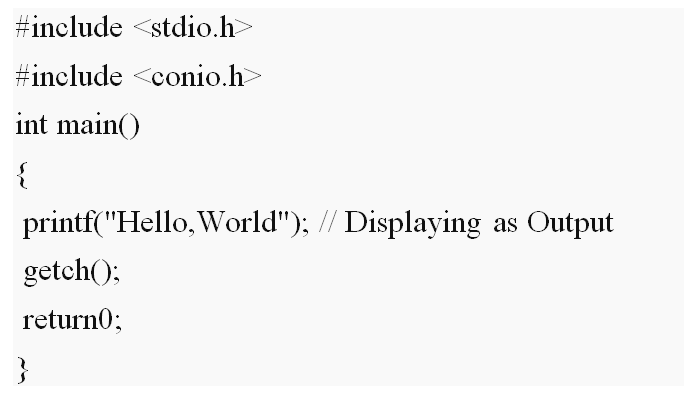 #include <stdio.h>
#include <conio.h>
int main()
{
printf("Hello,World"); // Displaying as Output
getch();
return0;
}